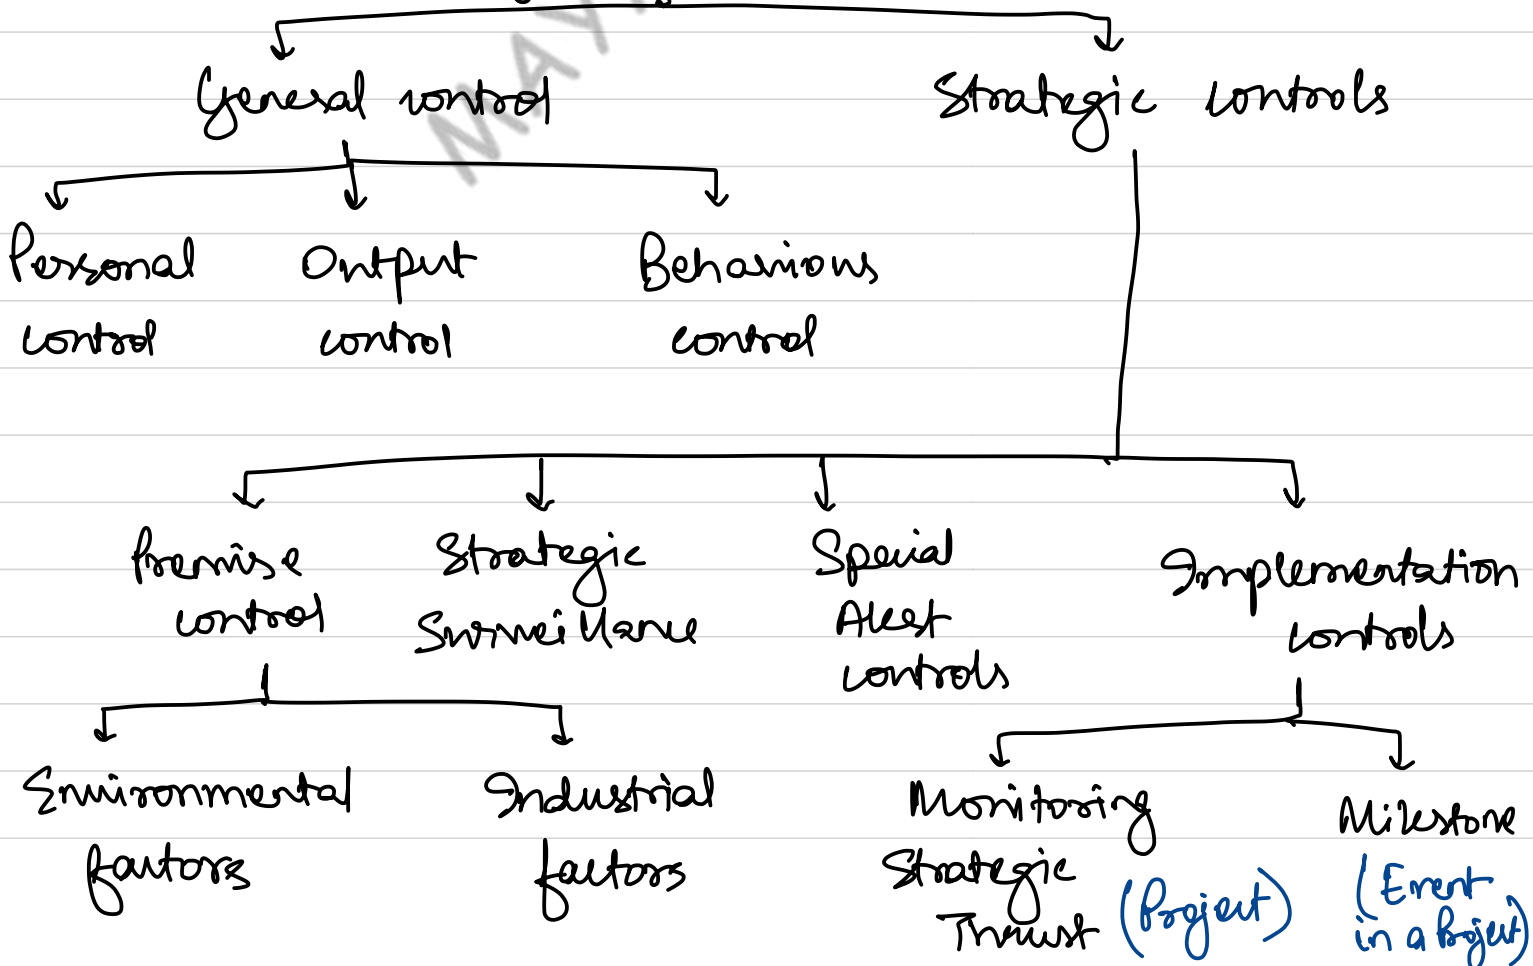 MAY
General control
Strategic controls
Personal
control
Output
control
Behaviours
control
Premise
control
Strategic
Surveillance
Special
Alert
controls
Implementation
controls
Environmental
factors
Industrial
factors
Monitoring
Strategic
Thrust (Project)
Milestone
(Event
in a Project)